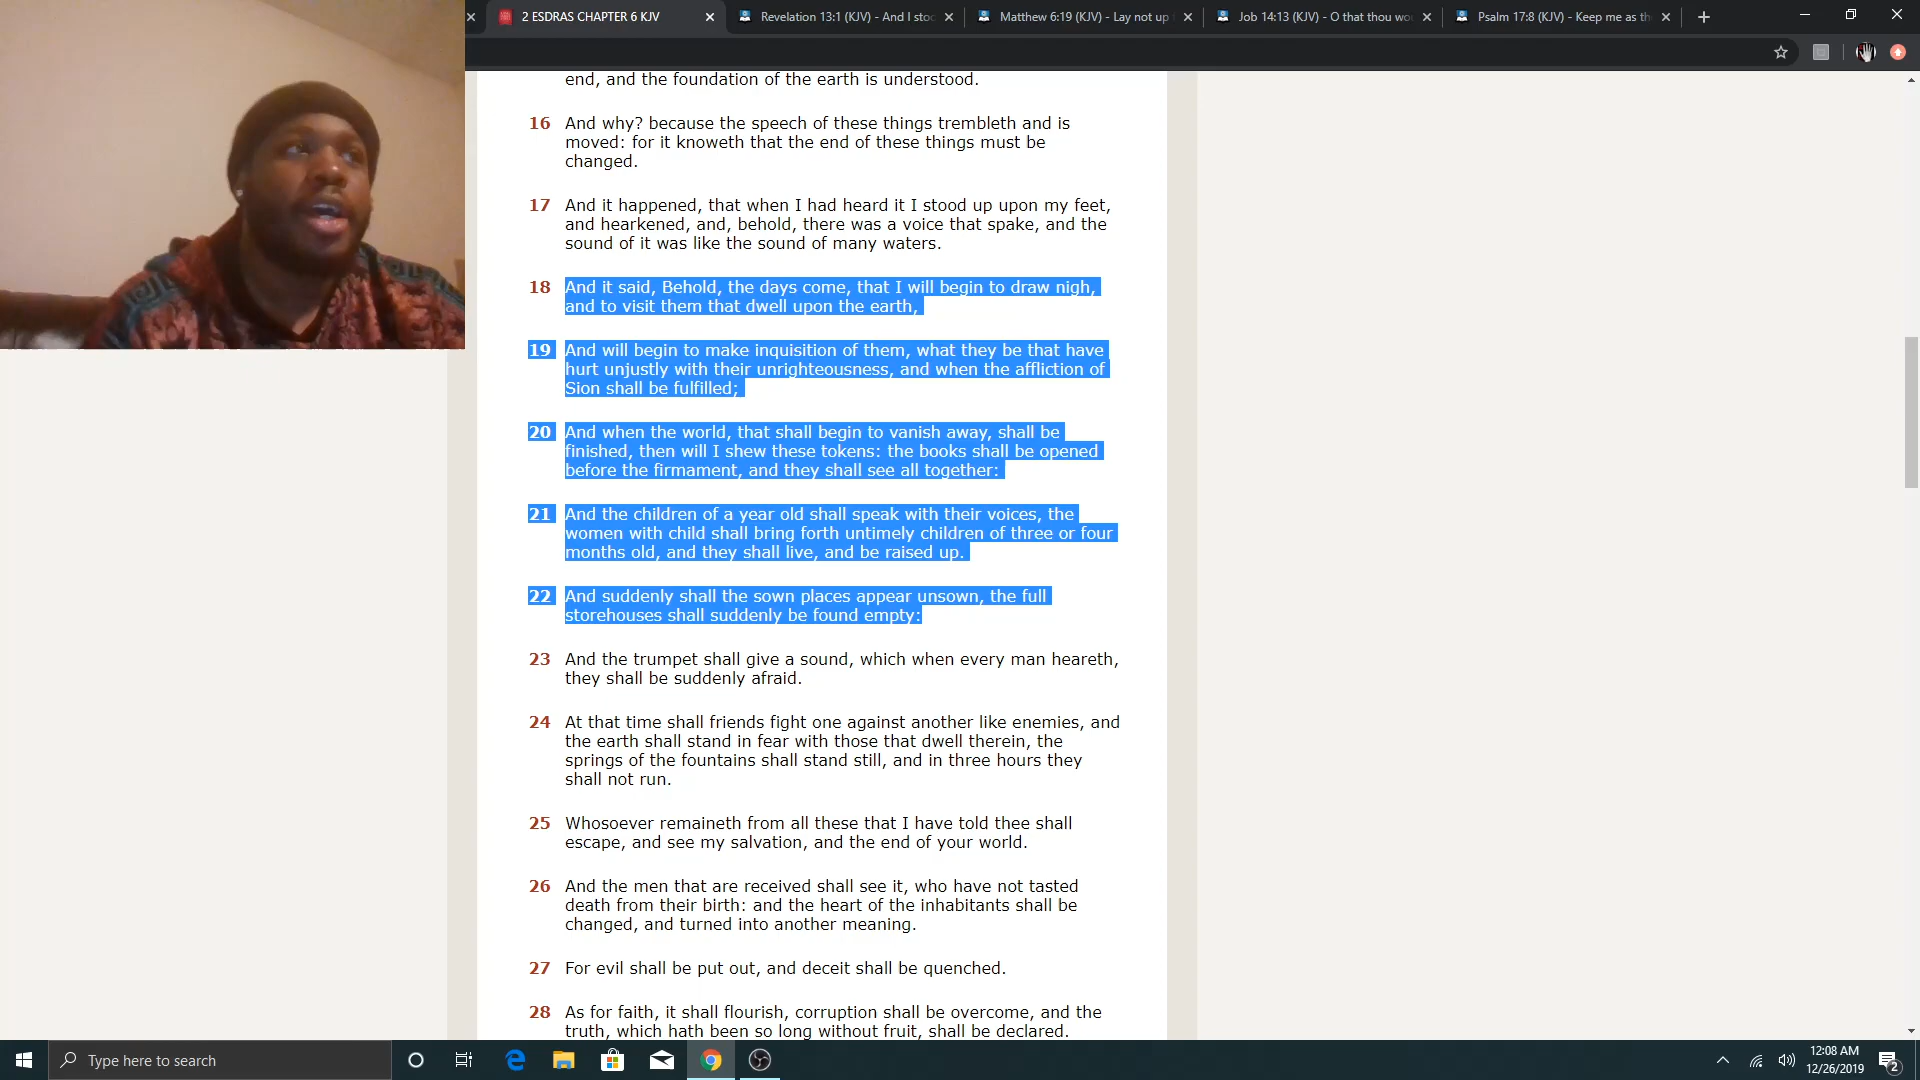 2 ESDRAS CHAPTER 6 KJV
Revelation 13:1 (KJV) - And I stoo
Matthew 6:19 (KJV) - Lay not up
Job 14:13 (KJV) - O that thou wou
Psalm 17:8 (KJV) - Keep me as th
end, and the foundation of the earth is understood.
16 And why? because the speech of these things trembleth and is
moved: for it knoweth that the end of these things must be
changed.
17 And it happened, that when I had heard it I stood up upon my feet,
and hearkened, and, behold, there was a voice that spake, and the
sound of it was like the sound of many waters.
18 And it said, Behold, the days come, that I will begin to draw nigh,
and to visit them that dwell upon the earth,
19 And will begin to make inquisition of them, what they be that have
hurt unjustly with their unrighteousness, and when the affliction of
Sion shall be fulfilled;
20 And when the world, that shall begin to vanish away, shall be
finished, then will I shew these tokens: the books shall be opened
before the firmament, and they shall see all together:
21 And the children of a year old shall speak with their voices, the
women with child shall bring forth untimely children of three or four
months old, and they shall live, and be raised up.
22 And suddenly shall the sown places appear unsown, the full
storehouses shall suddenly be found empty:
23 And the trumpet shall give a sound, which when every man heareth,
they shall be suddenly afraid.
24 At that time shall friends fight one against another like enemies, and
the earth shall stand in fear with those that dwell therein, the
springs of the fountains shall stand still, and in three hours they
shall not run.
25 Whosoever remaineth from all these that I have told thee shall
escape, and see my salvation, and the end of your world.
26 And the men that are received shall see it, who have not tasted
death from their birth: and the heart of the inhabitants shall be
changed, and turned into another meaning.
27 For evil shall be put out, and deceit shall be quenched.
28 As for faith, it shall flourish, corruption shall be overcome, and the
truth, which hath been so long without fruit, shall be declared.
Type here to search
12:08 AM
12/26/2019
2